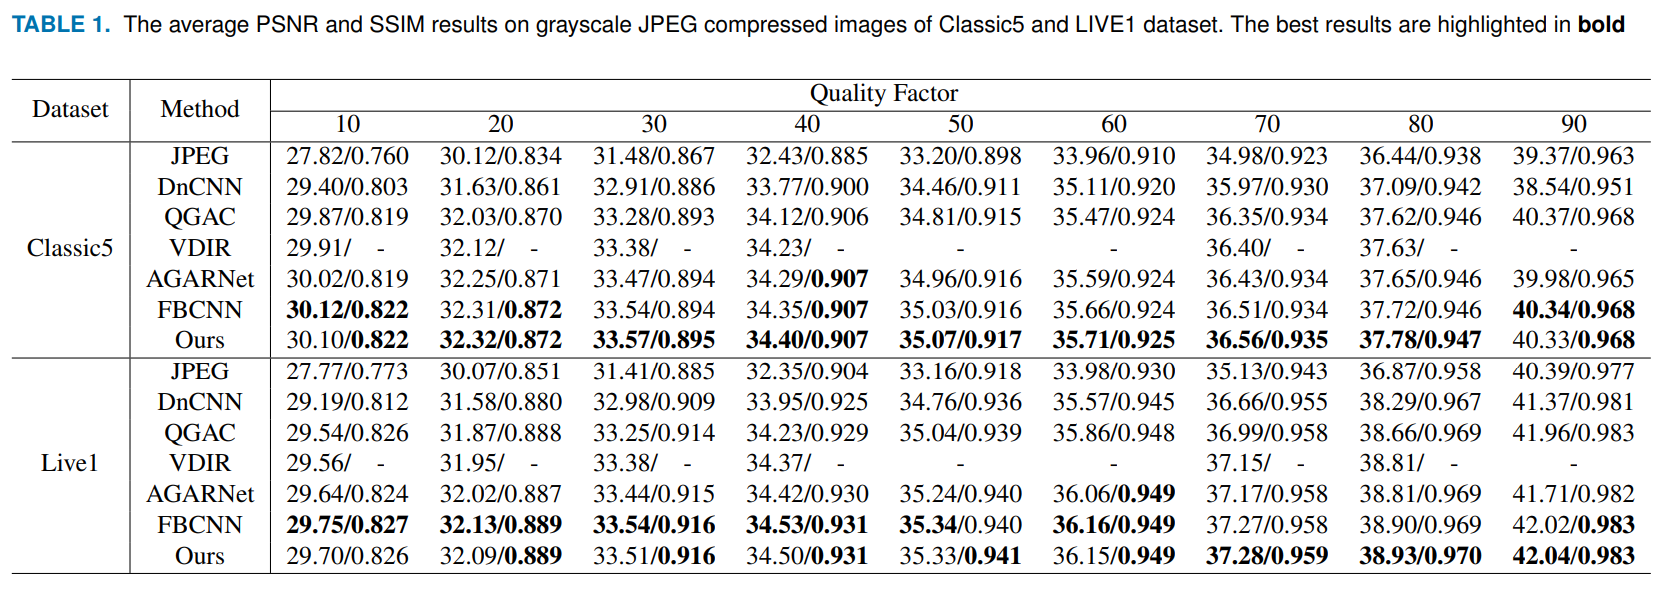 TABLE 1. The average PSNR and SSIM results on grayscale JPEG compressed images of Classic5 and LIVE1 dataset. The best results are highlighted in bold
Dataset Method Quality Factor
10 20 30 40 50 60 70 80 90
Classic5
JPEG 27.82/0.760 30.12/0.834 31.48/0.867 32.43/0.885 33.20/0.898 33.96/0.910 34.98/0.923 36.44/0.938 39.37/0.963
DnCNN 29.40/0.803 31.63/0.861 32.91/0.886 33.77/0.900 34.46/0.911 35.11/0.920 35.97/0.930 37.09/0.942 38.54/0.951
QGAC 29.87/0.819 32.03/0.870 33.28/0.893 34.12/0.906 34.81/0.915 35.47/0.924 36.35/0.934 37.62/0.946 40.37/0.968
VDIR 29.91/ - 32.12/ - 33.38/ - 34.23/ - - - 36.40/ - 37.63/ - -
AGARNet 30.02/0.819 32.25/0.871 33.47/0.894 34.29/0.907 34.96/0.916 35.59/0.924 36.43/0.934 37.65/0.946 39.98/0.965
FBCNN 30.12/0.822 32.31/0.872 33.54/0.894 34.35/0.907 35.03/0.916 35.66/0.924 36.51/0.934 37.72/0.946 40.34/0.968
Ours 30.10/0.822 32.32/0.872 33.57/0.895 34.40/0.907 35.07/0.917 35.71/0.925 36.56/0.935 37.78/0.947 40.33/0.968
Live1
JPEG 27.77/0.773 30.07/0.851 31.41/0.885 32.35/0.904 33.16/0.918 33.98/0.930 35.13/0.943 36.87/0.958 40.39/0.977
DnCNN 29.19/0.812 31.58/0.880 32.98/0.909 33.95/0.925 34.76/0.936 35.57/0.945 36.66/0.955 38.29/0.967 41.37/0.981
QGAC 29.54/0.826 31.87/0.888 33.25/0.914 34.23/0.929 35.04/0.939 35.86/0.948 36.99/0.958 38.66/0.969 41.96/0.983
VDIR 29.56/ - 31.95/ - 33.38/ - 34.37/ - - - 37.15/ - 38.81/ - -
AGARNet 29.64/0.824 32.02/0.887 33.44/0.915 34.42/0.930 35.24/0.940 36.06/0.949 37.17/0.958 38.81/0.969 41.71/0.982
FBCNN 29.75/0.827 32.13/0.889 33.54/0.916 34.53/0.931 35.34/0.940 36.16/0.949 37.27/0.958 38.90/0.969 42.02/0.983
Ours 29.70/0.826 32.09/0.889 33.51/0.916 34.50/0.931 35.33/0.941 36.15/0.949 37.28/0.959 38.93/0.970 42.04/0.983